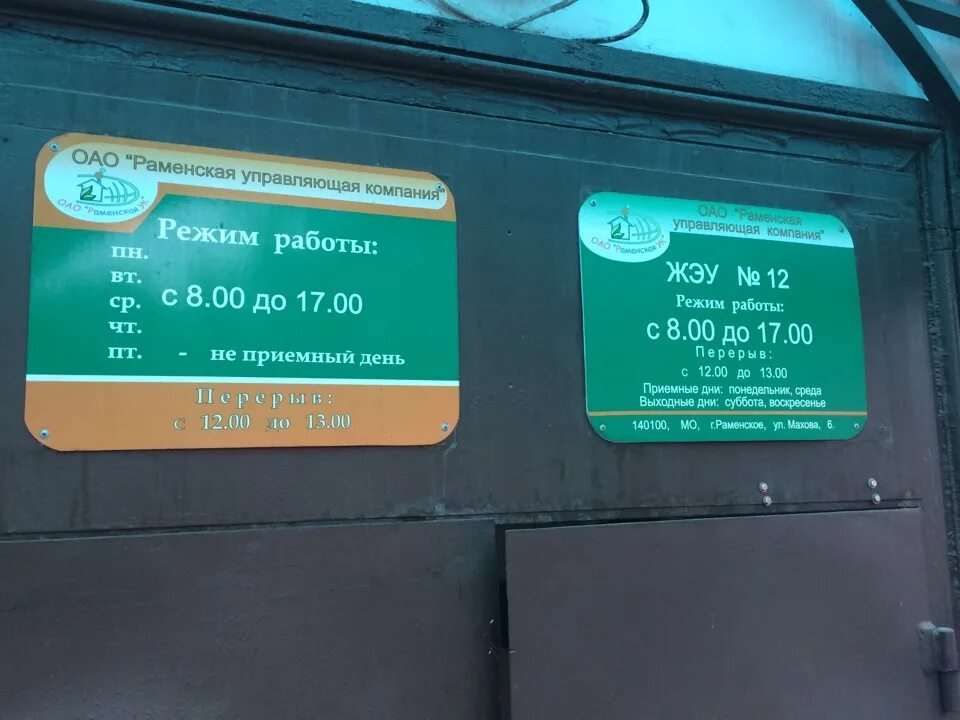 ОАО "Раменская управляющая компания"
ОАО "Раменская УК"
Режим работы:
пн.
вт.
ср. с 8.00 до 17.00
чт.
пт. - не приемный день
Перерыв:
с 12.00 до 13.00
ОАО "Раменская
управляющая компания"
ОАО "Раменская УК"
ЖЭУ № 12
Режим работы:
с 8.00 до 17.00
Перерыв:
с 12.00 до 13.00
Приемные дни: понедельник, среда
Выходные дни: суббота, воскресенье
140100, МО, г.Раменское, ул. Махова, 6.